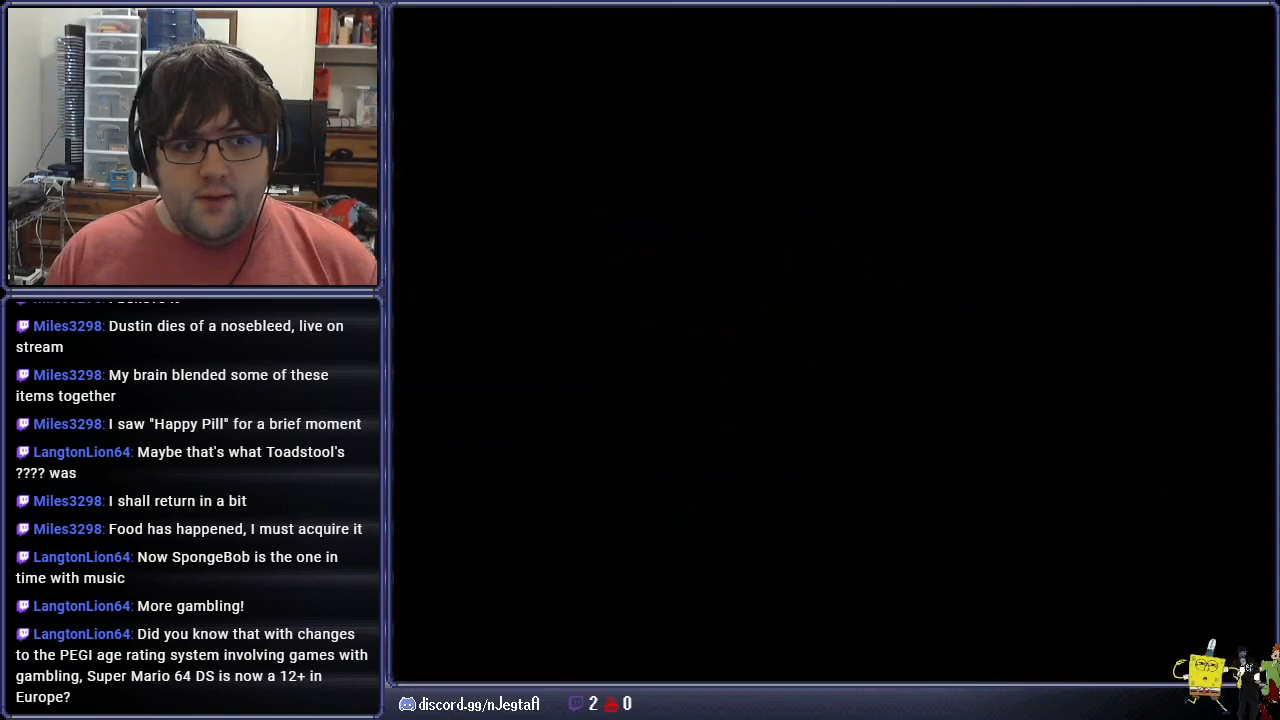 Miles3298: Dustin dies of a nosebleed, live on
stream
Miles3298: My brain blended some of these
items together
Miles3298: I saw "Happy Pill" for a brief moment
LangtonLion64: Maybe that's what Toadstool's
???? was
Miles3298: I shall return in a bit
Miles3298: Food has happened, I must acquire it
LangtonLion64: Now SpongeBob is the one in
time with music
LangtonLion64: More gambling!
LangtonLion64: Did you know that with changes
to the PEGI age rating system involving games with
gambling, Super Mario 64 DS is now a 12+ in
Europe?
discord.gg/nJegtaA 2 0